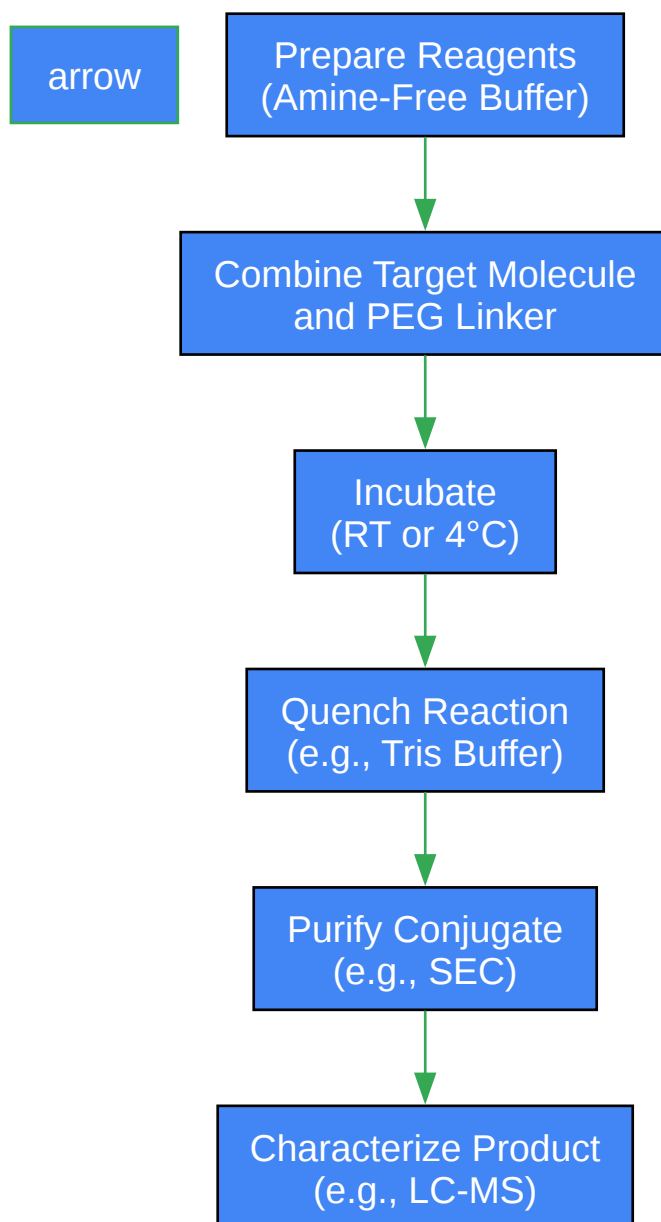 arrow
Prepare Reagents
(Amine-Free Buffer)
Combine Target Molecule
and PEG Linker
Incubate
(RT or 4°C)
Quench Reaction
(e.g., Tris Buffer)
Purify Conjugate
(e.g., SEC)
Characterize Product
(e.g., LC-MS)